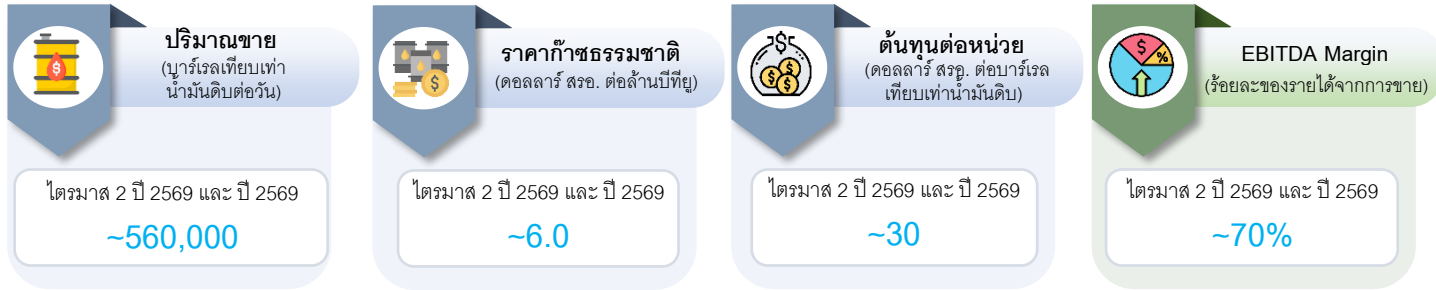 ปริมาณขาย
(บาร์เรลเทียบเท่า
น้ำมันดิบต่อวัน)
ไตรมาส 2 ปี 2569 และ ปี 2569
~560,000
ราคาก๊าซธรรมชาติ
(ดอลลาร์ สรอ. ต่อล้านบีทียู)
ไตรมาส 2 ปี 2569 และ ปี 2569
~6.0
ต้นทุนต่อหน่วย
(ดอลลาร์ สรอ. ต่อบาร์เรล
เทียบเท่าน้ำมันดิบ)
ไตรมาส 2 ปี 2569 และ ปี 2569
~30
EBITDA Margin
(ร้อยละของรายได้จากการขาย)
ไตรมาส 2 ปี 2569 และ ปี 2569
~70%